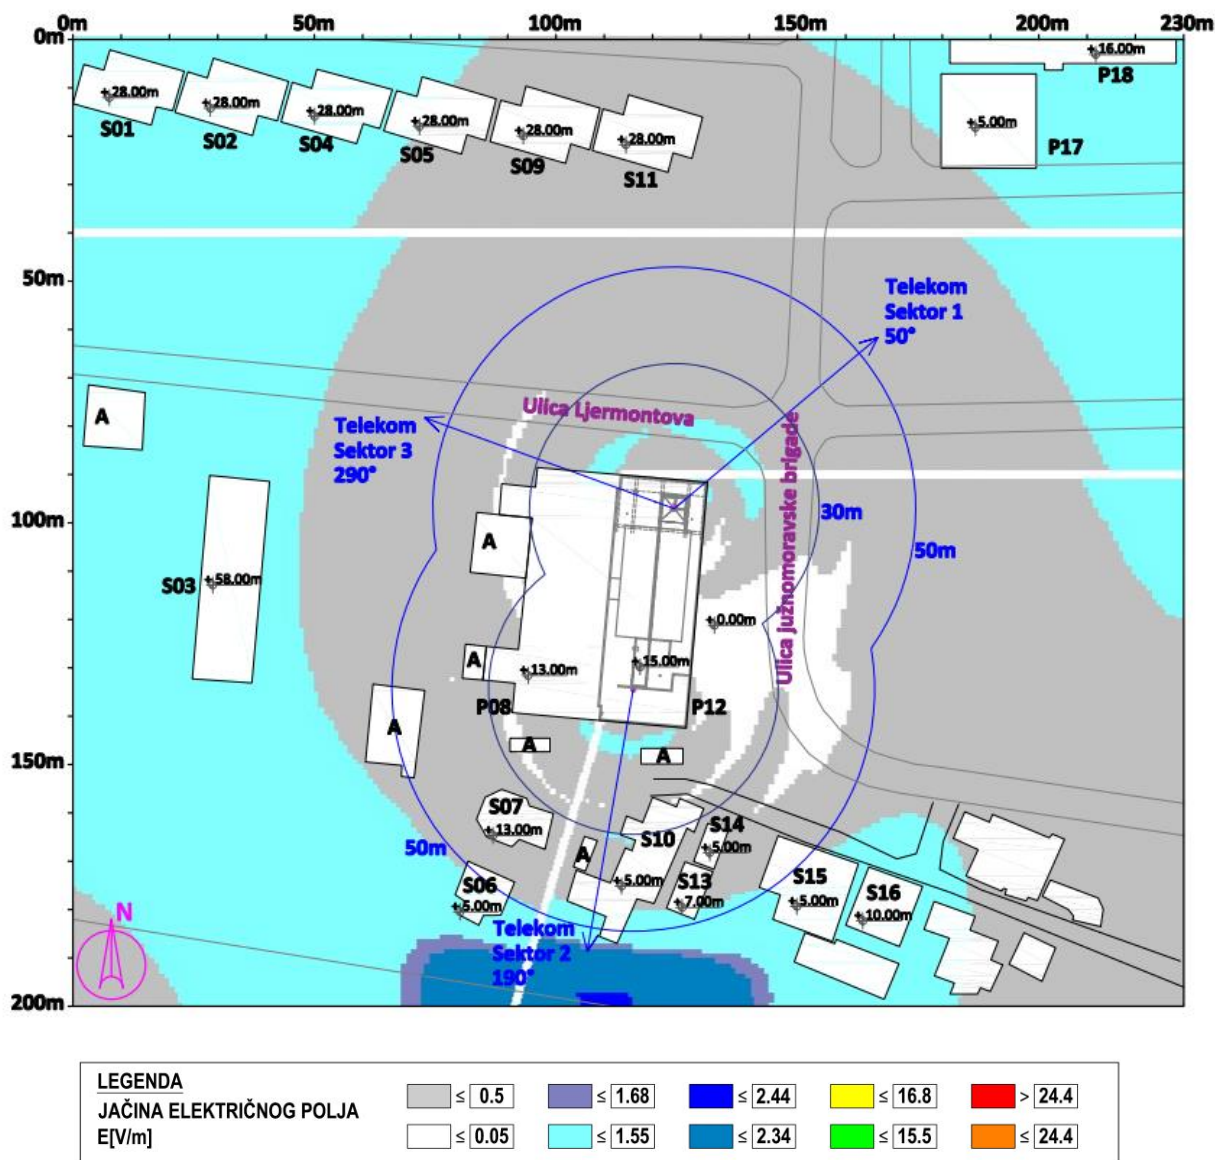 0m 50m 100m 150m 200m 230m
0m
+16.00m
P18
+28.00m
S01
+28.00m
S02
+28.00m
S04
+28.00m
S05
+28.00m
S09
+28.00m
S11
+5.00m
P17
50m
Telekom
Sektor 1
50°
A
Telekom
Sektor 3
290°
Ulica Ljermontova
Ulica južnomoravske brigade
100m
30m
50m
A
S03
+58.00m
+0.00m
A
+13.00m
+15.00m
P08
P12
A
A
A
150m
S07
+13.00m
50m
S10
+5.00m
S14
+5.00m
A
S13
+7.00m
S06
+5.00m
S15
+5.00m
S16
+10.00m
N
Telekom
Sektor 2
190°
200m
LEGENDA
JAČINA ELEKTRIČNOG POLJA
E[V/m]
≤ 0.5 ≤ 1.68 ≤ 2.44 ≤ 16.8 > 24.4
≤ 0.05 ≤ 1.55 ≤ 2.34 ≤ 15.5 ≤ 24.4